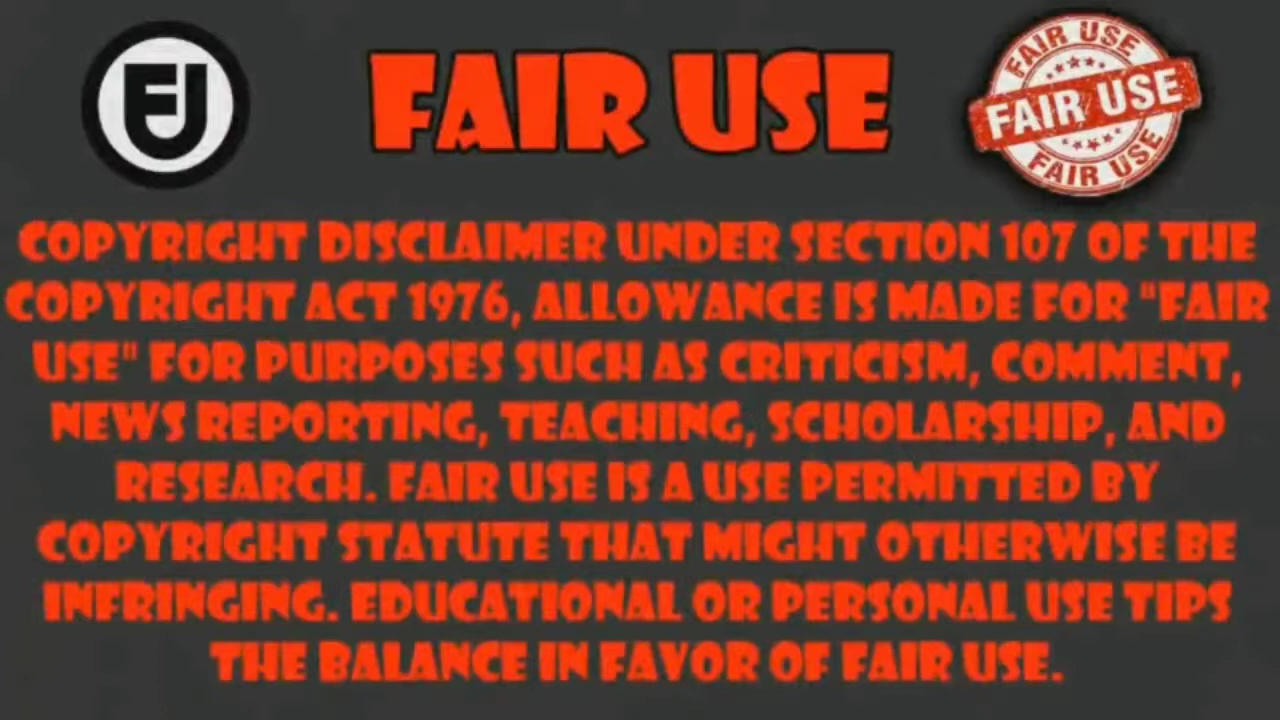 FJ
FAIR USE
FAIR USE
FAIR USE
FAIR USE
COPYRIGHT DISCLAIMER UNDER SECTION 107 OF THE
COPYRIGHT ACT 1976, ALLOWANCE IS MADE FOR "FAIR
USE" FOR PURPOSES SUCH AS CRITICISM, COMMENT,
NEWS REPORTING, TEACHING, SCHOLARSHIP, AND
RESEARCH. FAIR USE IS A USE PERMITTED BY
COPYRIGHT STATUTE THAT MIGHT OTHERWISE BE
INFRINGING. EDUCATIONAL OR PERSONAL USE TIPS
THE BALANCE IN FAVOR OF FAIR USE.